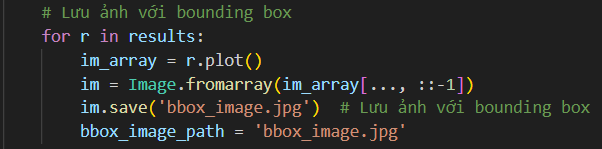 # Lưu ảnh với bounding box
for r in results:
    im_array = r.plot()
    im = Image.fromarray(im_array[..., ::-1])
    im.save('bbox_image.jpg')  # Lưu ảnh với bounding box
    bbox_image_path = 'bbox_image.jpg'